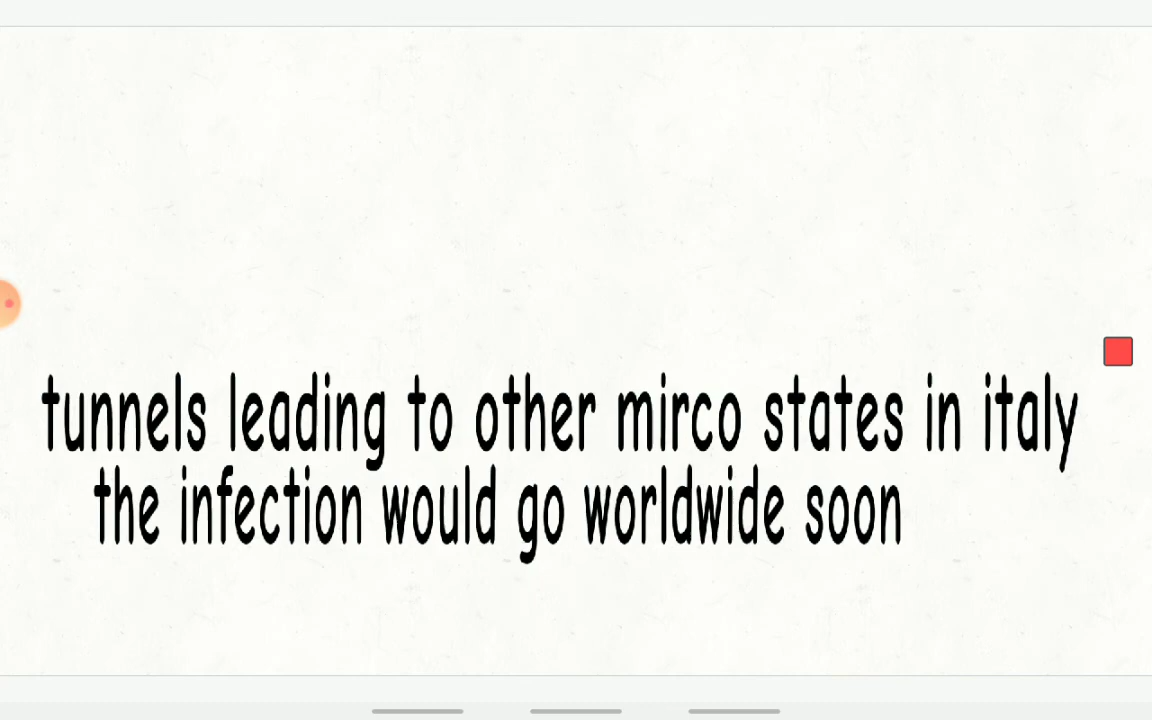 tunnels leading to other mirco states in italy
the infection would go worldwide soon